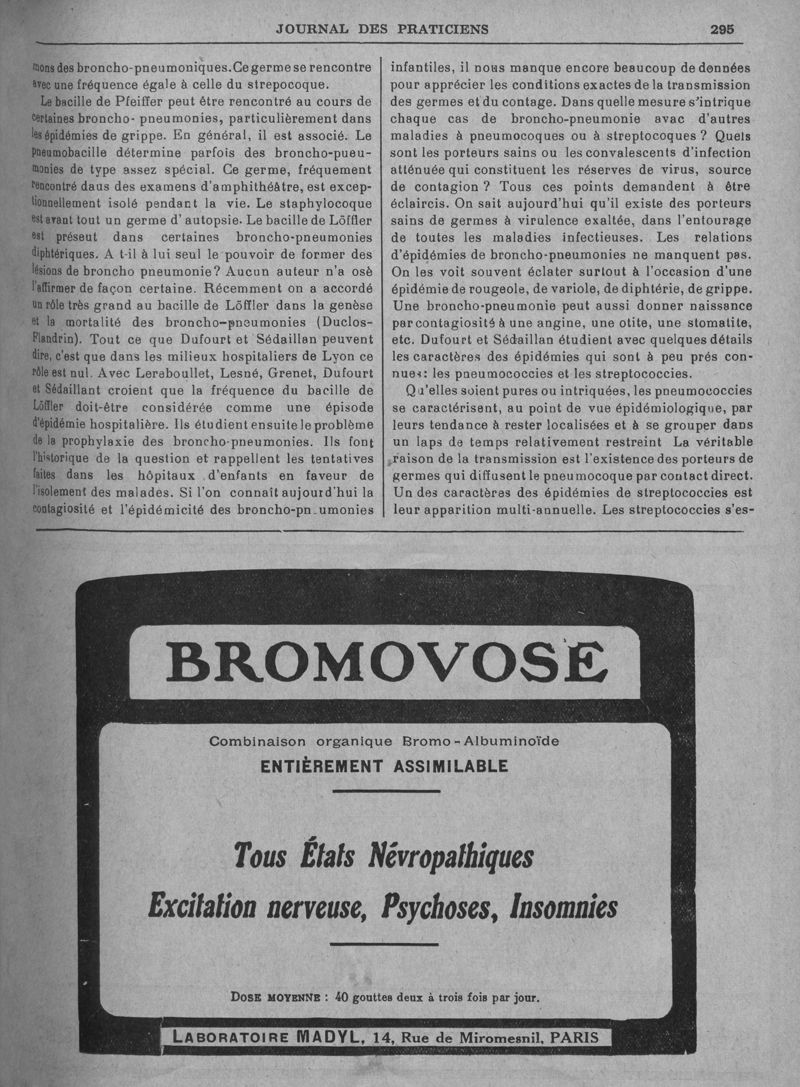 JOURNAL DES PRATICIENS 295
mons des broncho-pneumoniques. Ce germe se rencontre
avec une fréquence égale à celle du strepocoque.
Le bacille de Pfeiffer peut être rencontré au cours de
certaines broncho- pneumonies, particulièrement dans
les épidémies de grippe. En général, il est associé. Le
pneumobacille détermine parfois des broncho-pueu-
monies de type assez spécial. Ce germe, fréquement
rencontré daus des examens d'amphithéâtre, est excep-
tionnellement isolé pendant la vie. Le staphylocoque
est avant tout un germe d' autopsie. Le bacille de Löffler
est préseut dans certaines broncho-pneumonies
diphtériques. A t-il à lui seul le pouvoir de former des
lésions de broncho pneumonie? Aucun auteur n'a osè
l'affirmer de façon certaine. Récemment on a accordé
un rôle très grand au bacille de Löffler dans la genèse
et la mortalité des broncho-pneumonies (Duclos-
Flandrin). Tout ce que Dufourt et Sédaillan peuvent
dire, c'est que dans les milieux hospitaliers de Lyon ce
rôle est nul. Avec Lereboullet, Lesné, Grenet, Dufourt
et Sédaillant croient que la fréquence du bacille de
Löffler doit-être considérée comme une épisode
d'épidémie hospitalière. Ils étudient ensuite le problème
de la prophylaxie des broncho-pneumonies. Ils font
l'historique de la question et rappellent les tentatives
faites dans les hôpitaux d'enfants en faveur de
l'isolement des malades. Si l'on connaît aujourd'hui la
contagiosité et l'épidémicité des broncho-pn.umonies
infantiles, il nous manque encore beaucoup de données
pour apprécier les conditions exactes de la transmission
des germes et du contage. Dans quelle mesure s'intrique
chaque cas de broncho-pneumonie avac d'autres
maladies à pneumocoques ou à streptocoques ? Quels
sont les porteurs sains ou les convalescents d'infection
atténuée qui constituent les réserves de virus, source
de contagion ? Tous ces points demandent à être
éclaircis. On sait aujourd'hui qu'il existe des porteurs
sains de germes à virulence exaltée, dans l'entourage
de toutes les maladies infectieuses. Les relations
d'épidémies de broncho-pneumonies ne manquent pas.
On les voit souvent éclater surtout à l'occasion d'une
épidémie de rougeole, de variole, de diphtérie, de grippe.
Une broncho-pneumonie peut aussi donner naissance
par contagiosité à une angine, une otite, une stomatite,
etc. Dufourt et Sédaillan étudient avec quelques détails
les caractères des épidémies qui sont à peu prés con-
nues: les pneumococcies et les streptococcies.
Qu'elles soient pures ou intriquées, les pneumococcies
se caractérisent, au point de vue épidémiologique, par
leurs tendance à rester localisées et à se grouper dans
un laps de temps relativement restreint La véritable
raison de la transmission est l'existence des porteurs de
germes qui diffusent le pneumocoque par contact direct.
Un des caractères des épidémies de streptococcies est
leur apparition multi-annuelle. Les streptococcies s'es-
BROMOVOSE
Combinaison organique Bromo-Albuminoïde
ENTIÈREMENT ASSIMILABLE
Tous États Névropathiques
Excitation nerveuse, Psychoses, Insomnies
DOSE MOYENNE : 40 gouttes deux à trois fois par jour.
LABORATOIRE MADYL, 14, Rue de Miromesnil, PARIS